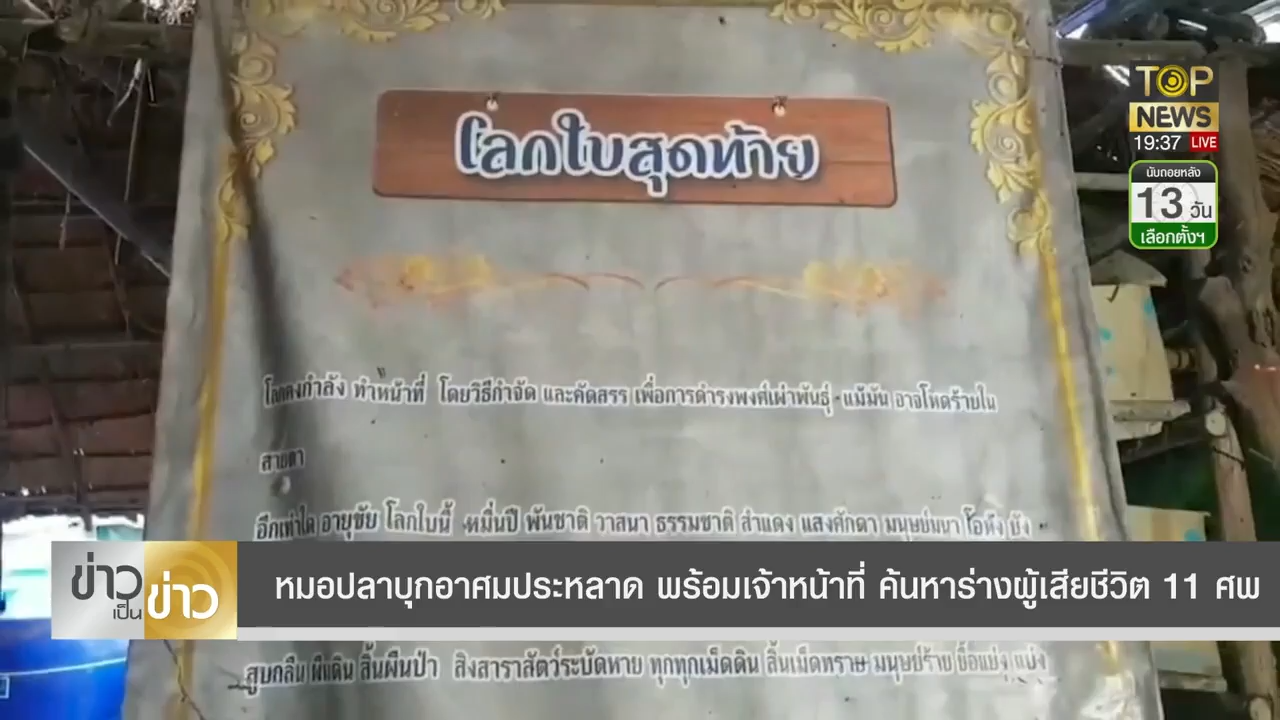 โลกใบสุดท้าย
TOP
NEWS
19:37 LIVE
นับถอยหลัง
13 วัน
เลือกตั้งฯ
โลกคงกำลัง ทำหน้าที่ โดยวิธีกำจัด และคัดสรร เพื่อการดำรงพงศ์เผ่าพันธุ์ - แม้มัน อาจโหดร้ายใน
สายตา
อีกเท่าใด อายุขัย โลกใบนี้ หมื่นปี พันชาติ วาสนา ธรรมชาติ สำแดง แสงศักดา มนุษย์มนา โอหัง ยัง
ข่าวเป็นข่าว
หมอปลาบุกอาศมประหลาด พร้อมเจ้าหน้าที่ ค้นหาร่างผู้เสียชีวิต 11 ศพ
สูบกลืน ผืนดิน สิ้นผืนป่า สิงสาราสัตว์ระบัดหาย ทุกทุกเม็ดดิน สิ้นเม็ดทราย มนุษย์ร้าย ยื้อแย่ง แบ่ง